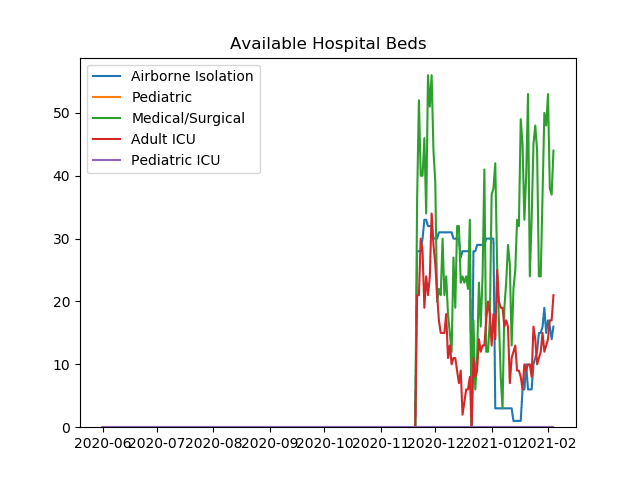 Available Hospital Beds
Airborne Isolation
Pediatric
Medical/Surgical
Adult ICU
Pediatric ICU
50
40
30
20
10
0
2020-06 2020-07 2020-08 2020-09 2020-10 2020-11 2020-12 2021-01 2021-02